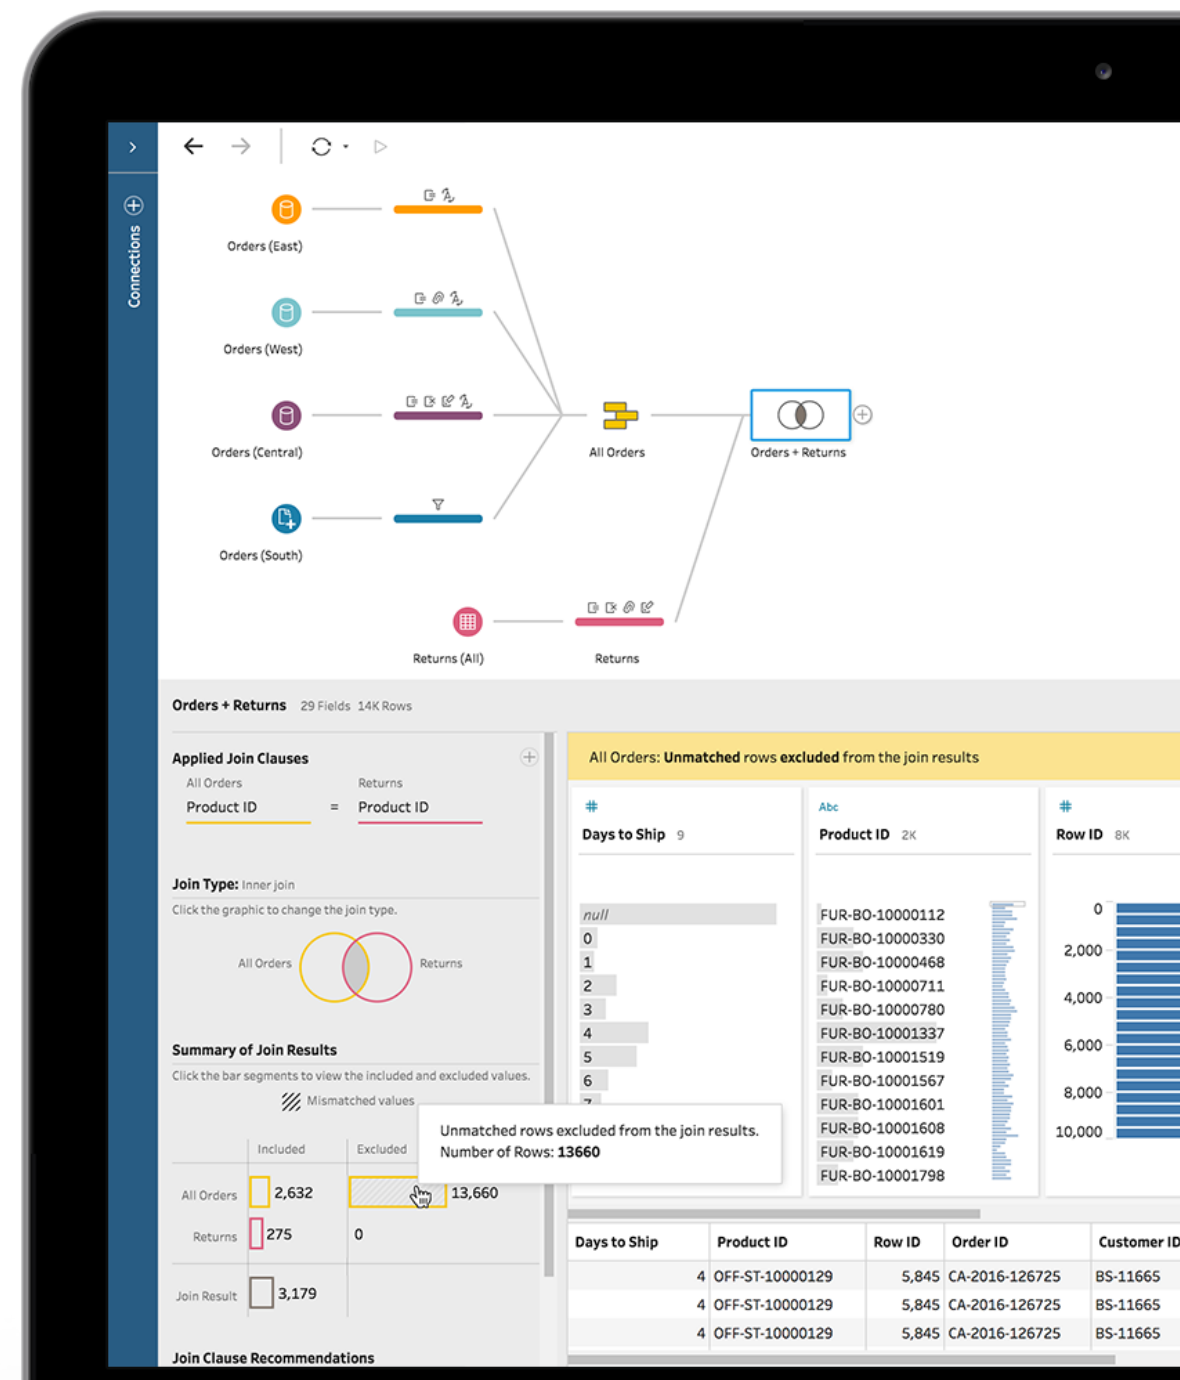 Connections
Orders (East)
Orders (West)
Orders (Central)
All Orders
Orders + Returns
Orders (South)
Returns (All)
Returns
Orders + Returns 29 Fields 14K Rows
Applied Join Clauses
All Orders Returns
Product ID = Product ID
Join Type: Inner join
Click the graphic to change the join type.
All Orders Returns
Summary of Join Results
Click the bar segments to view the included and excluded values.
Mismatched values
Included Excluded
All Orders 2,632 13,660
Returns 275 0
Join Result 3,179
Join Clause Recommendations
Unmatched rows excluded from the join results.
Number of Rows: 13660
All Orders: Unmatched rows excluded from the join results
#
Days to Ship 9
null
0
1
2
3
4
5
6
7
Abc
Product ID 2K
FUR-BO-10000112
FUR-BO-10000330
FUR-BO-10000468
FUR-BO-10000711
FUR-BO-10000780
FUR-BO-10001337
FUR-BO-10001519
FUR-BO-10001567
FUR-BO-10001601
FUR-BO-10001608
FUR-BO-10001619
FUR-BO-10001798
#
Row ID 8K
0
2,000
4,000
6,000
8,000
10,000
Days to Ship Product ID Row ID Order ID Customer ID
4 OFF-ST-10000129 5,845 CA-2016-126725 BS-11665
4 OFF-ST-10000129 5,845 CA-2016-126725 BS-11665
4 OFF-ST-10000129 5,845 CA-2016-126725 BS-11665